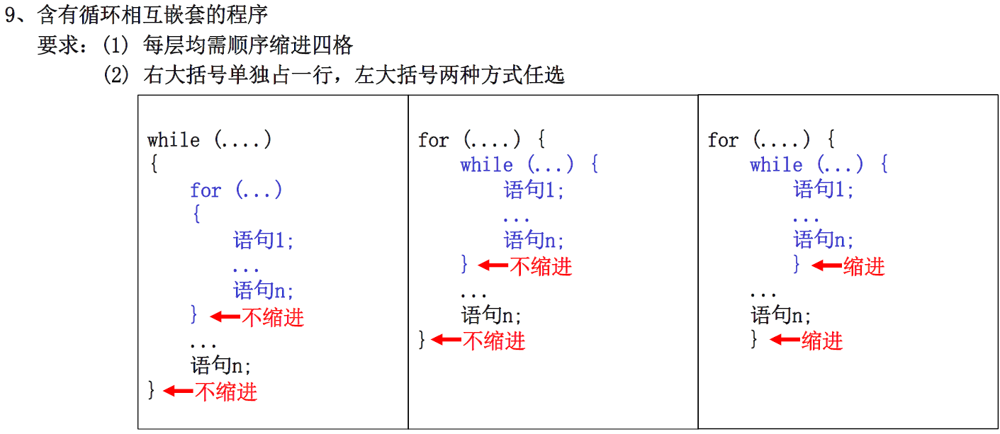 9、含有循环相互嵌套的程序
要求：(1) 每层均需顺序缩进四格
(2) 右大括号单独占一行，左大括号两种方式任选
while (....)
{
for (...)
{
语句1;
...
语句n;
} 不缩进
...
语句n;
} 不缩进
for (....) {
while (...) {
语句1;
...
语句n;
} 不缩进
...
语句n;
} 不缩进
for (....) {
while (...) {
语句1;
...
语句n;
} 缩进
...
语句n;
} 缩进